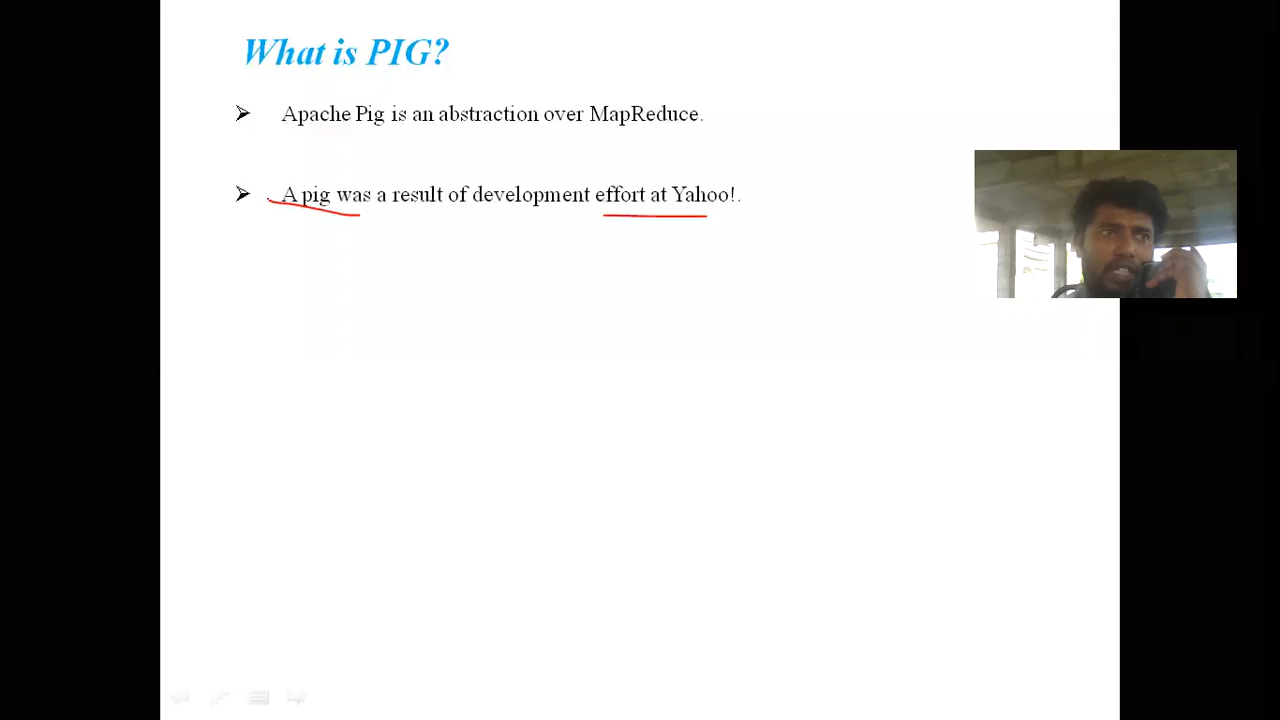 What is PIG?
Apache Pig is an abstraction over MapReduce.
A pig was a result of development effort at Yahoo!.